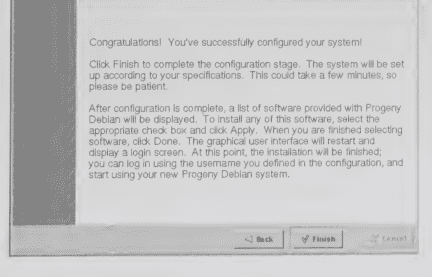 Congratulations! You've successfully configured your system!
Click Finish to complete the configuration stage. The system will be set
up according to your specifications. This could take a few minutes, so
please be patient.
After configuration is complete, a list of software provided with Progeny
Debian will be displayed. To install any of this software, select the
appropriate check box and click Apply. When you are finished selecting
software, click Done. The graphical user interface will restart and
display a login screen. At this point, the installation will be finished;
you can log in using the username you defined in the configuration, and
start using your new Progeny Debian system.
Back Finish Cancel